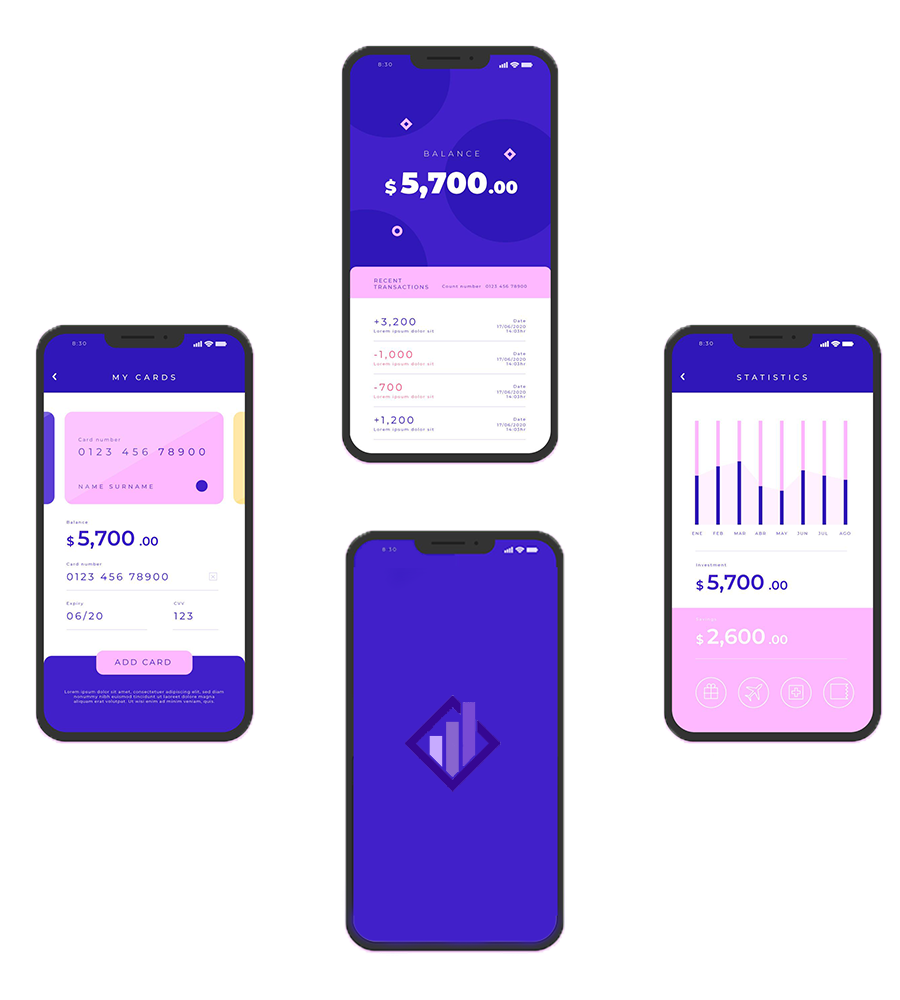 8:30
BALANCE
$ 5,700.00
RECENT
TRANSACTIONS
Count number 0123 456 78900
+3,200
Lorem ipsum dolor sit
Date
17/06/2020
14:03hr
-1,000
Lorem ipsum dolor sit
Date
17/06/2020
14:03hr
-700
Lorem ipsum dolor sit
Date
17/06/2020
14:03hr
+1,200
Lorem ipsum dolor sit
Date
17/06/2020
14:03hr
8:30
MY CARDS
Card number
0123 456 78900
NAME SURNAME
Balance
$ 5,700.00
Card number
0123 456 78900
Expiry
06/20
CVV
123
ADD CARD
Lorem ipsum dolor sit amet, consectetuer adipiscing elit, sed diam
nonummy nibh euismod tincidunt ut laoreet dolore magna
aliquam erat volutpat. Ut wisi enim ad minim veniam, quis.
8:30
STATISTICS
ENE FEB MAR ABR MAY JUN JUL AGO
Investment
$ 5,700.00
$ 2,600.00
8:30